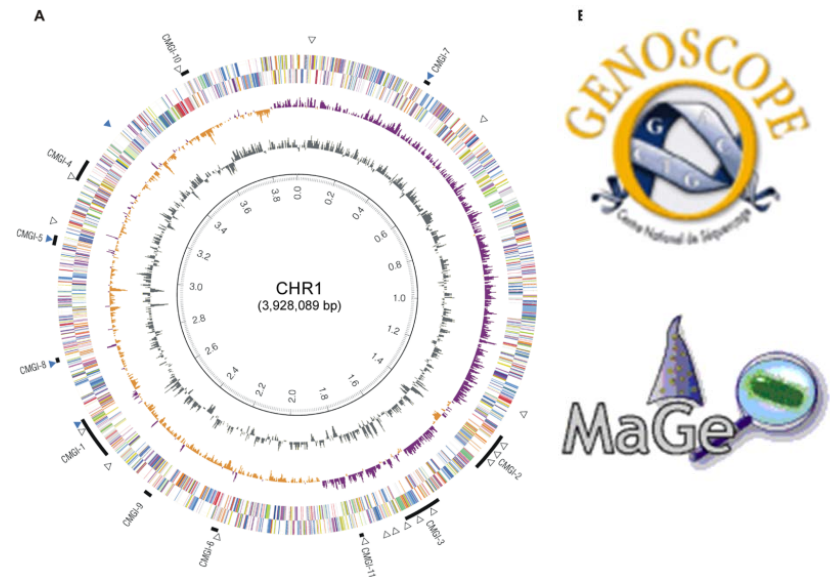 A
E
CMGI-10
CMGI-7
CMGI-4
CMGI-5
CMGI-8
CMGI-1
CMGI-9
CMGI-6
CMGI-11
CMGI-3
CMGI-2
0.0
0.2
0.4
0.6
0.8
1.0
1.2
1.4
1.6
1.8
2.0
2.2
2.4
2.6
2.8
3.0
3.2
3.4
3.6
3.8
CHR1
(3,928,089 bp)
GENOSCOPE
G A C
C T G
Centre National de Séquençage
MaGe